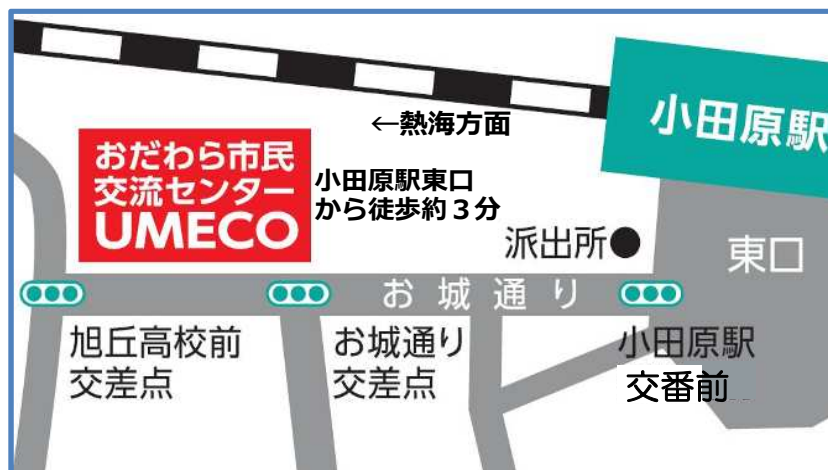 小田原駅
←熱海方面
おだわら市民
交流センター
UMECO
小田原駅東口
から徒歩約３分
派出所
東口
お城通り
旭丘高校前
交差点
お城通り
交差点
小田原駅
交番前